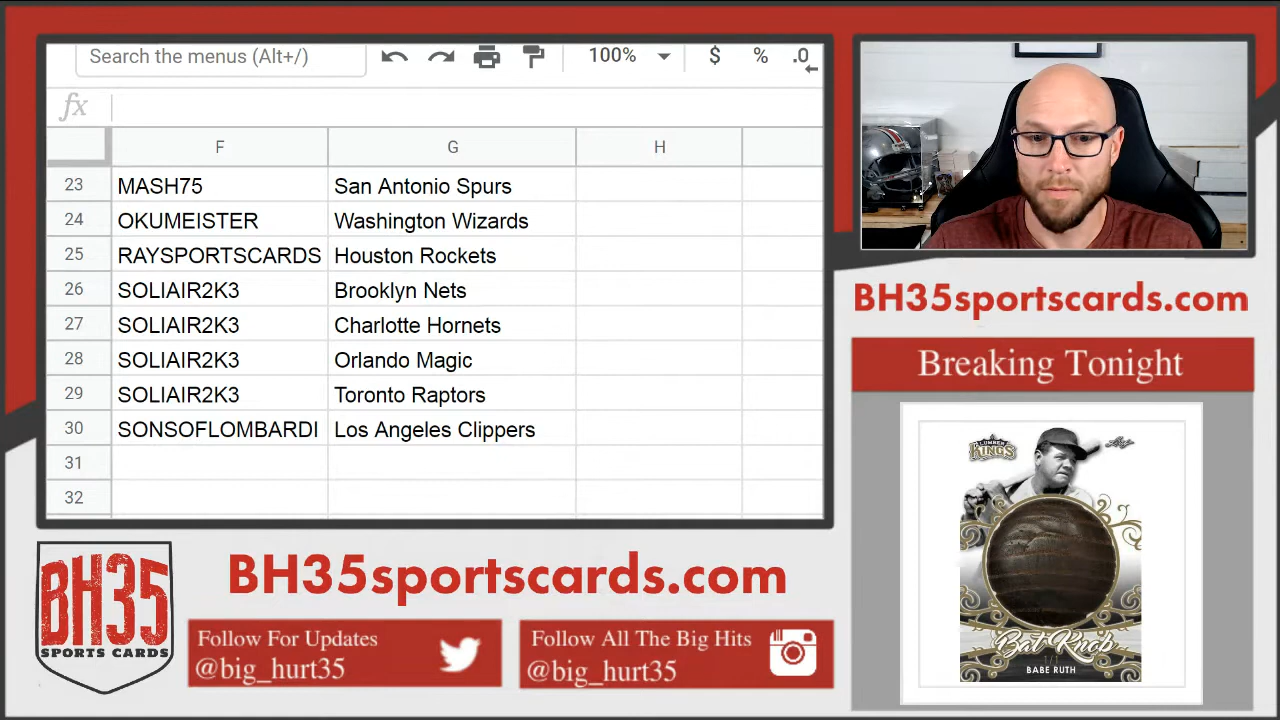 Search the menus (Alt+/)
100%
$ % .0
fx
F G H
23 MASH75 San Antonio Spurs
24 OKUMEISTER Washington Wizards
25 RAYSPORTSCARDS Houston Rockets
26 SOLIAIR2K3 Brooklyn Nets
27 SOLIAIR2K3 Charlotte Hornets
28 SOLIAIR2K3 Orlando Magic
29 SOLIAIR2K3 Toronto Raptors
30 SONSOFLOMBARDI Los Angeles Clippers
31
32
BH35sportscards.com
Breaking Tonight
LUMBER
KINGS
Leaf
Bat Knob
1/1
BABE RUTH
BH35
SPORTS CARDS
BH35sportscards.com
Follow For Updates
@big_hurt35
Follow All The Big Hits
@big_hurt35